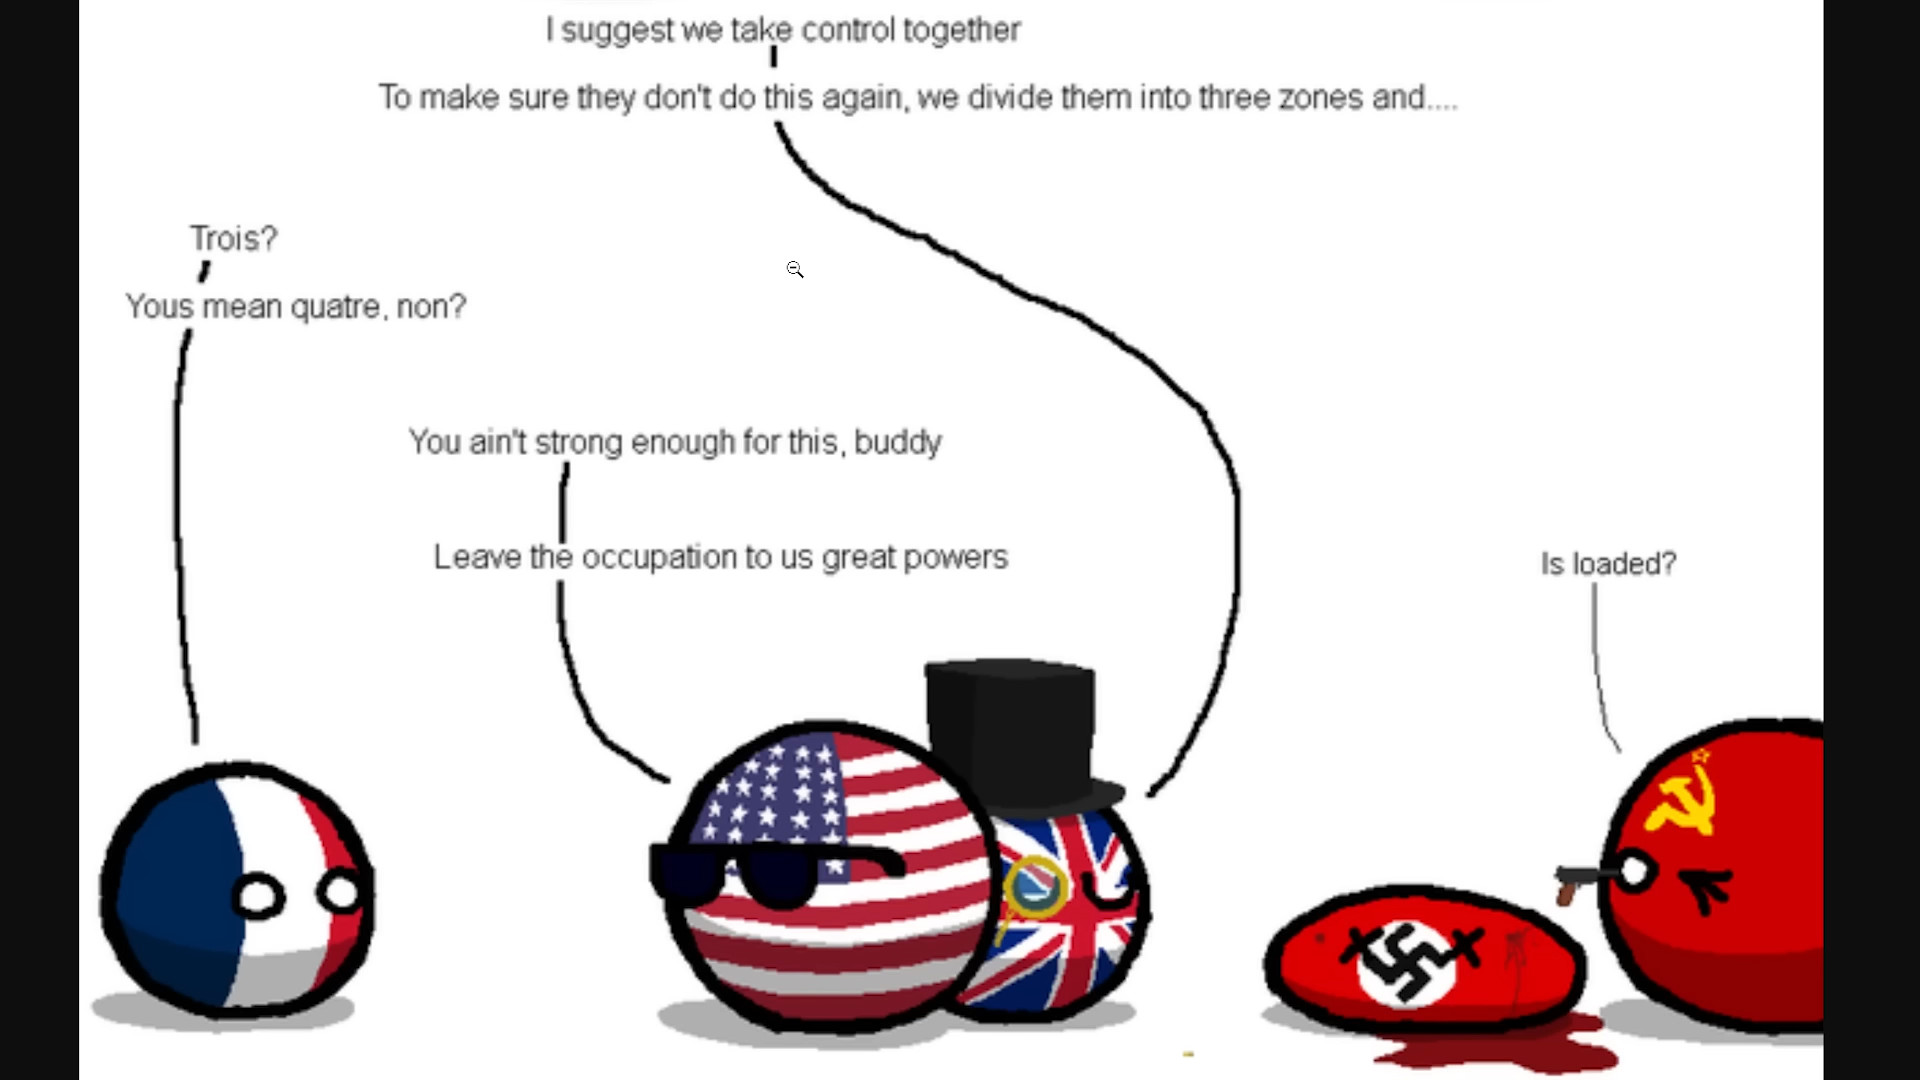 I suggest we take control together
To make sure they don't do this again, we divide them into three zones and....
Trois?
Yous mean quatre, non?
You ain't strong enough for this, buddy
Leave the occupation to us great powers
Is loaded?